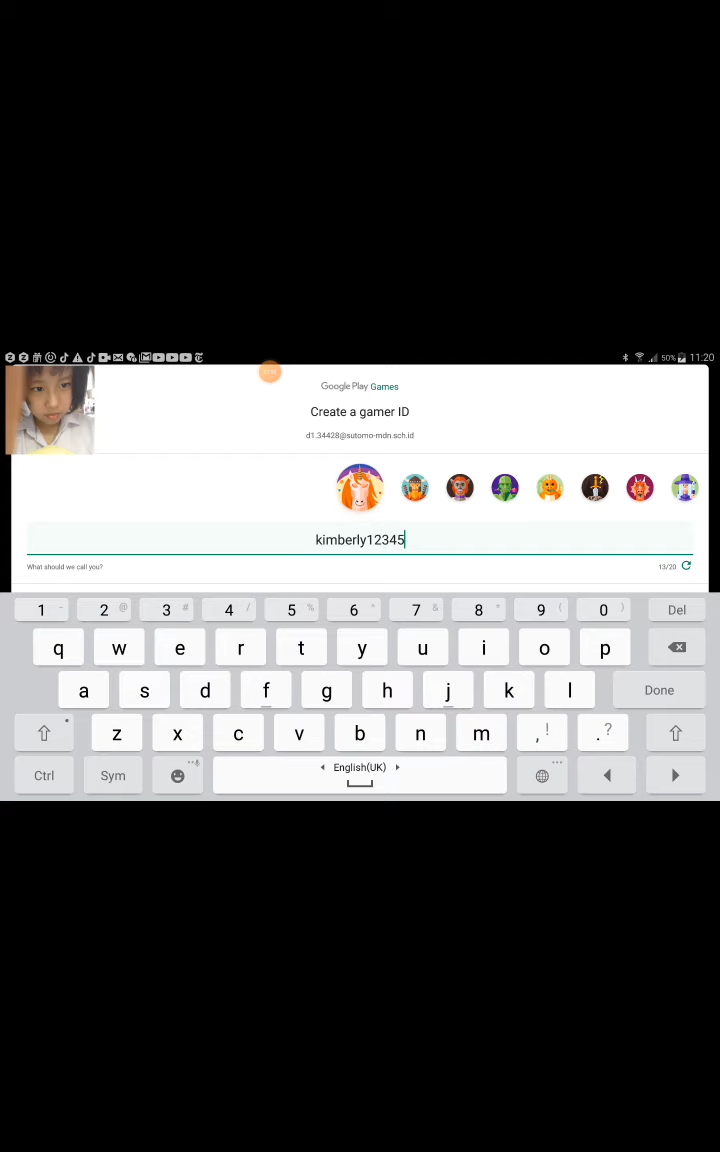 50% 11:20
Google Play Games
Create a gamer ID
d1.34428@sutomo-mdn.sch.id
kimberly12345
What should we call you? 13/20
1 - 2 @ 3 # 4 / 5 % 6 ^ 7 & 8 * 9 ( 0 ) Del
q w e r t y u i o p
a s d f g h j k l Done
z x c v b n m , ! . ?
Ctrl Sym English(UK)